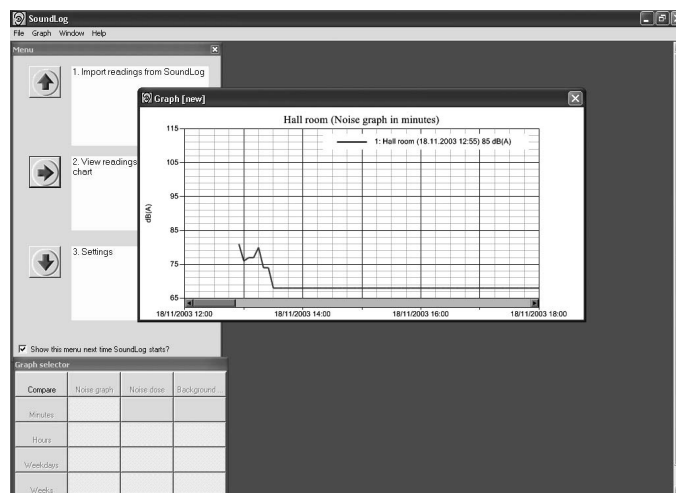 SoundLog
File Graph Window Help
Menu
1. Import readings from SoundLog
2. View readings
chart
3. Settings
Show this menu next time SoundLog starts?
Graph [new]
Hall room (Noise graph in minutes)
1: Hall room (18.11.2003 12:55) 85 dB(A)
dB(A)
115
105
95
85
75
65
18/11/2003 12:00 18/11/2003 14:00 18/11/2003 16:00 18/11/2003 18:00
Graph selector
Compare Noise graph Noise dose Background
Minutes
Hours
Weekdays
Weeks